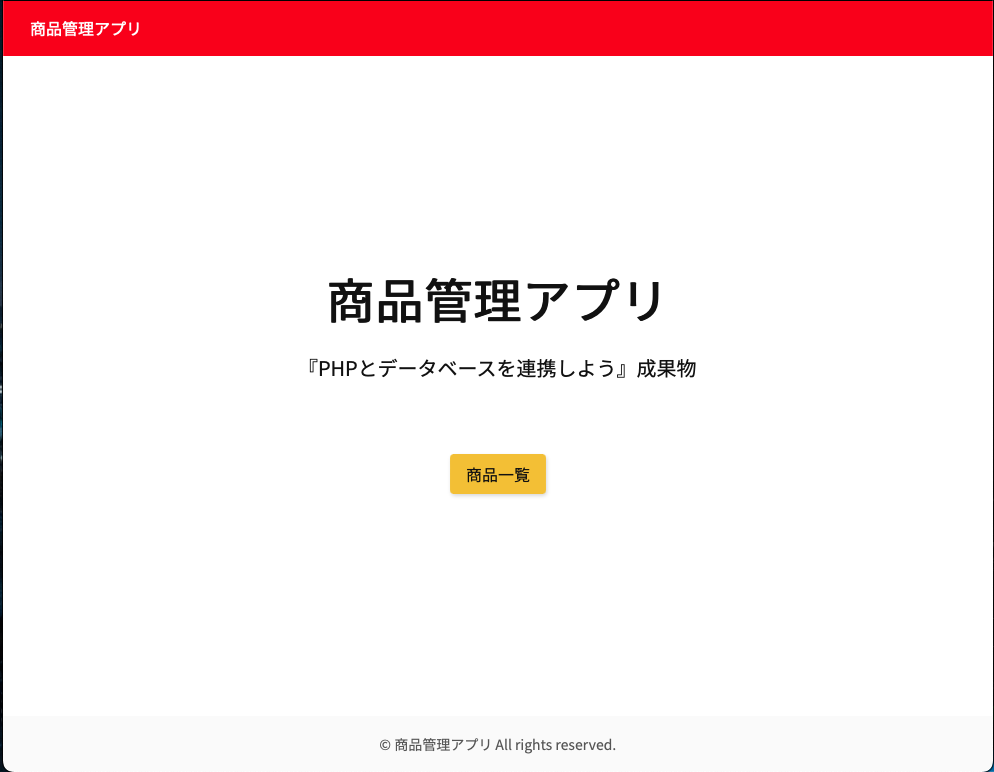 商品管理アプリ
商品管理アプリ
『PHPとデータベースを連携しよう』成果物
商品一覧
© 商品管理アプリ All rights reserved.